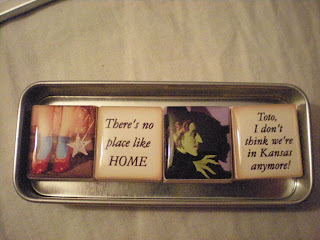 There's no
place like
HOME
Toto,
I don't
think we're
in Kansas
anymore!